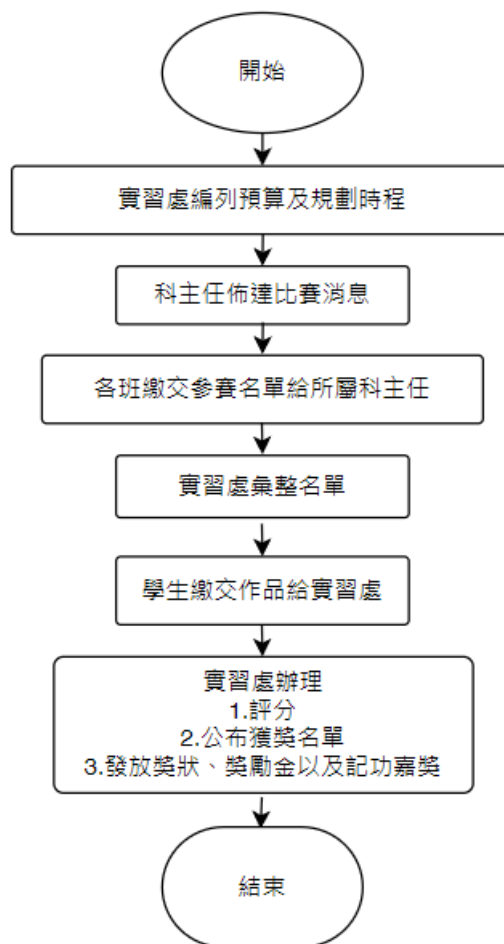 開始
實習處編列預算及規劃時程
科主任佈達比賽消息
各班繳交參賽名單給所屬科主任
實習處彙整名單
學生繳交作品給實習處
實習處辦理
1.評分
2.公布獲獎名單
3.發放獎狀、獎勵金以及記功嘉獎
結束